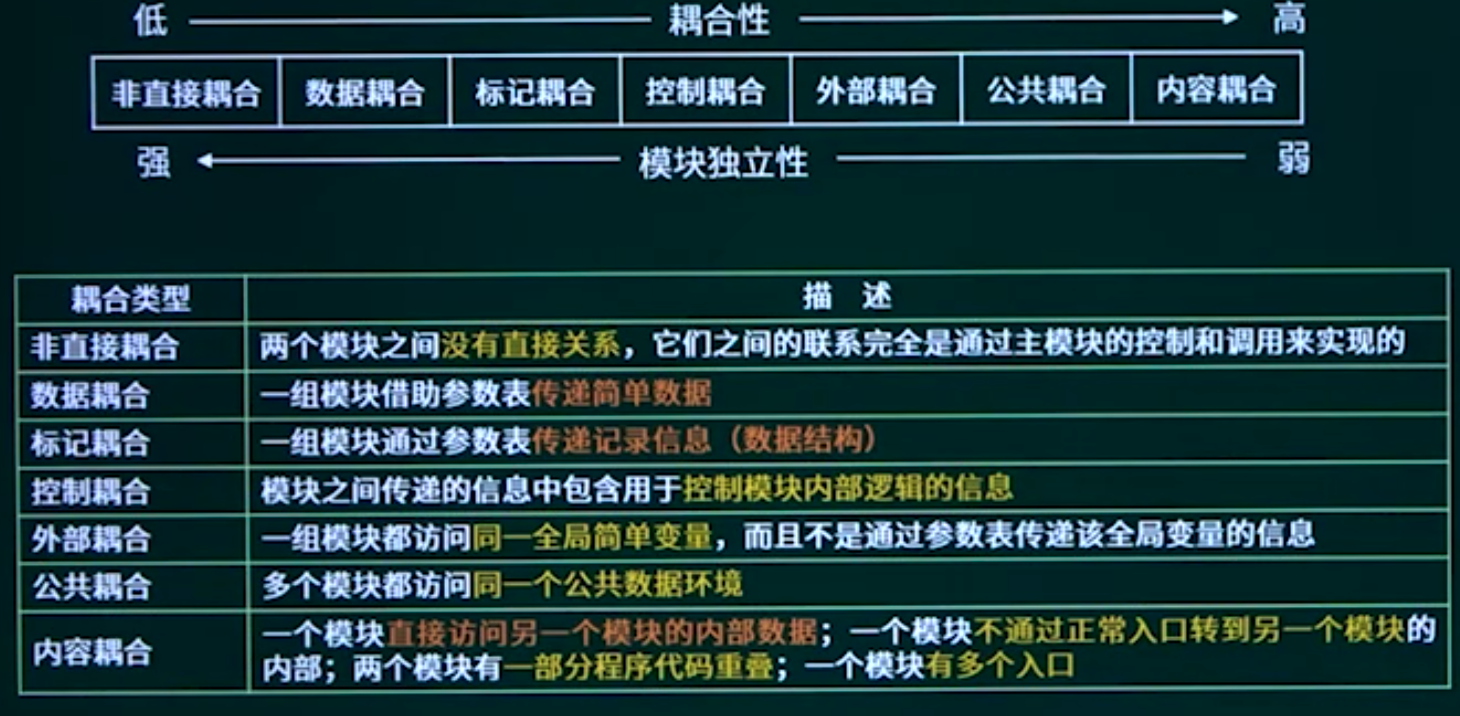 低 耦合性 高
非直接耦合 数据耦合 标记耦合 控制耦合 外部耦合 公共耦合 内容耦合
强 模块独立性 弱
耦合类型 描 述
非直接耦合 两个模块之间没有直接关系，它们之间的联系完全是通过主模块的控制和调用来实现的
数据耦合 一组模块借助参数表传递简单数据
标记耦合 一组模块通过参数表传递记录信息（数据结构）
控制耦合 模块之间传递的信息中包含用于控制模块内部逻辑的信息
外部耦合 一组模块都访问同一全局简单变量，而且不是通过参数表传递该全局变量的信息
公共耦合 多个模块都访问同一个公共数据环境
内容耦合 一个模块直接访问另一个模块的内部数据；一个模块不通过正常入口转到另一个模块的
内部；两个模块有一部分程序代码重叠；一个模块有多个入口